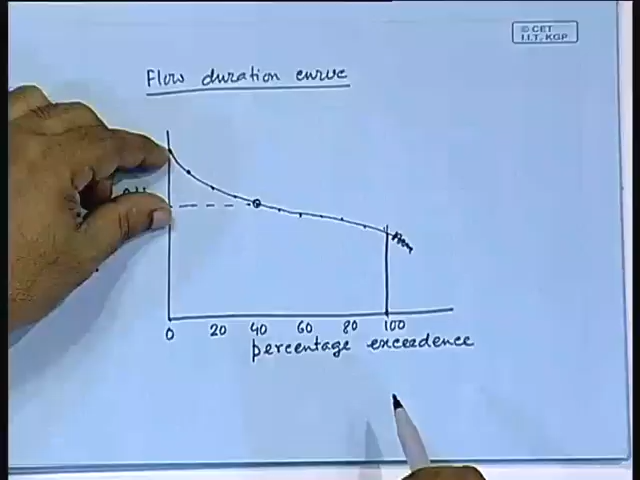 © CET
I.I.T. KGP
Flow duration curve
0 20 40 60 80 100
percentage exceedence